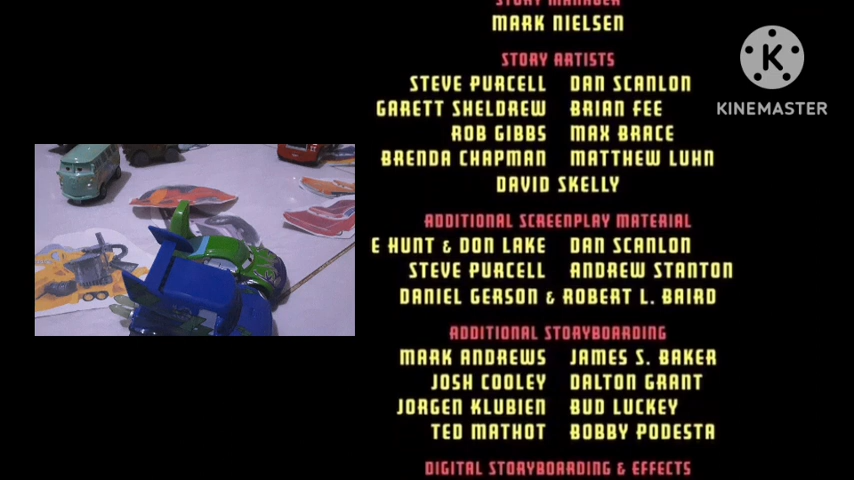 STORY MANAGER
MARK NIELSEN
STORY ARTISTS
STEVE PURCELL DAN SCANLON
GARETT SHELDREW BRIAN FEE
ROB GIBBS MAX BRACE
BRENDA CHAPMAN MATTHEW LUHN
DAVID SKELLY
ADDITIONAL SCREENPLAY MATERIAL
E HUNT & DON LAKE DAN SCANLON
STEVE PURCELL ANDREW STANTON
DANIEL GERSON & ROBERT L. BAIRD
ADDITIONAL STORYBOARDING
MARK ANDREWS JAMES S. BAKER
JOSH COOLEY DALTON GRANT
JORGEN KLUBIEN BUD LUCKEY
TED MATHOT BOBBY PODESTA
DIGITAL STORYBOARDING & EFFECTS
K
KINEMASTER